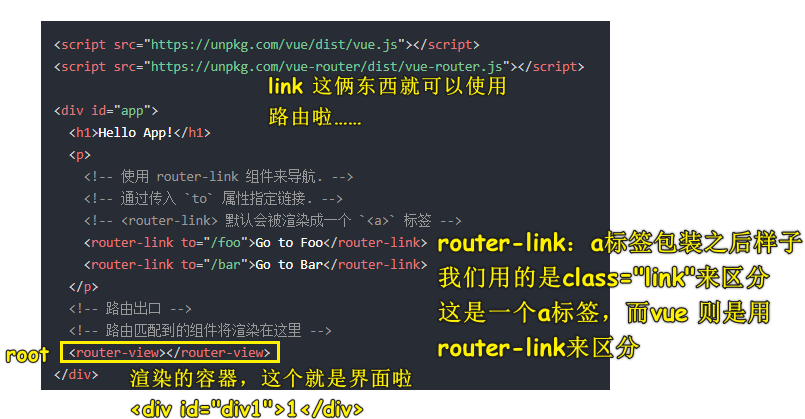 <script src="https://unpkg.com/vue/dist/vue.js"></script>
<script src="https://unpkg.com/vue-router/dist/vue-router.js"></script>
link 这俩东西就可以使用
路由啦……
<div id="app">
<h1>Hello App!</h1>
<p>
<!-- 使用 router-link 组件来导航. -->
<!-- 通过传入 `to` 属性指定链接. -->
<!-- <router-link> 默认会被渲染成一个 `<a>` 标签 -->
<router-link to="/foo">Go to Foo</router-link>
<router-link to="/bar">Go to Bar</router-link>
</p>
router-link：a标签包装之后样子
我们用的是class="link"来区分
这是一个a标签，而vue 则是用
router-link来区分
<!-- 路由出口 -->
<!-- 路由匹配到的组件将渲染在这里 -->
root
<router-view></router-view>
</div>
渲染的容器，这个就是界面啦
<div id="div1">1</div>